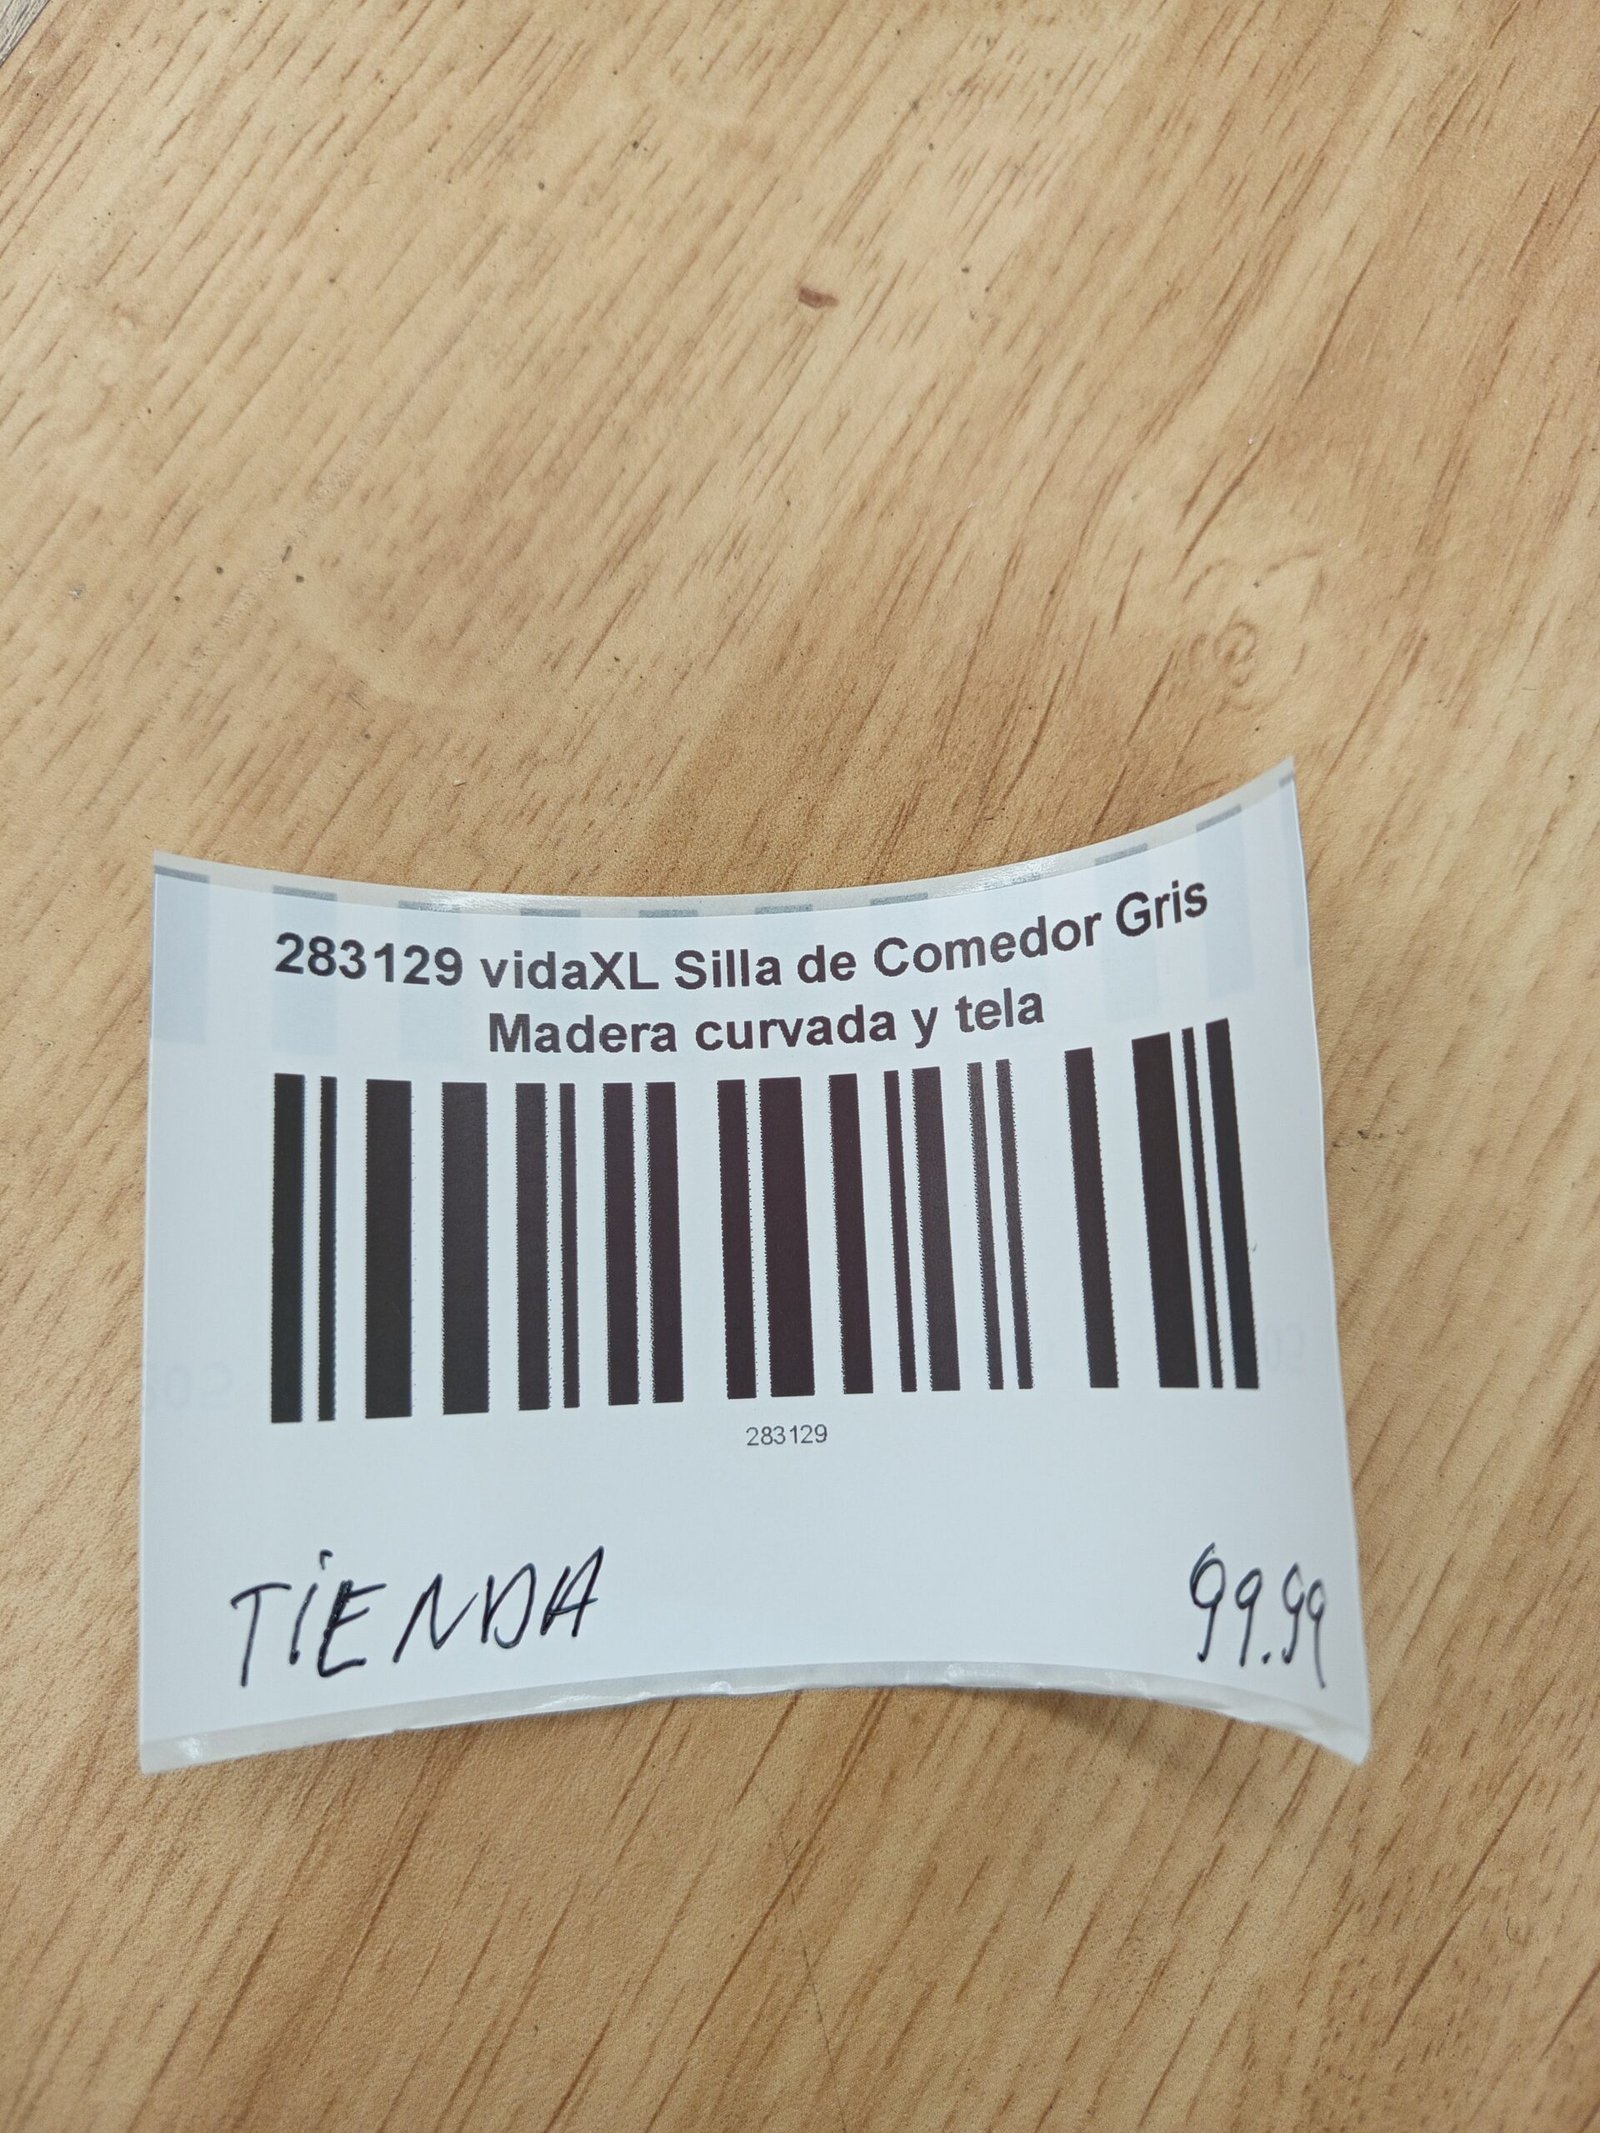 283129 vidaXL Silla de Comedor Gris
Madera curvada y tela
283129
TiENDA 99.99